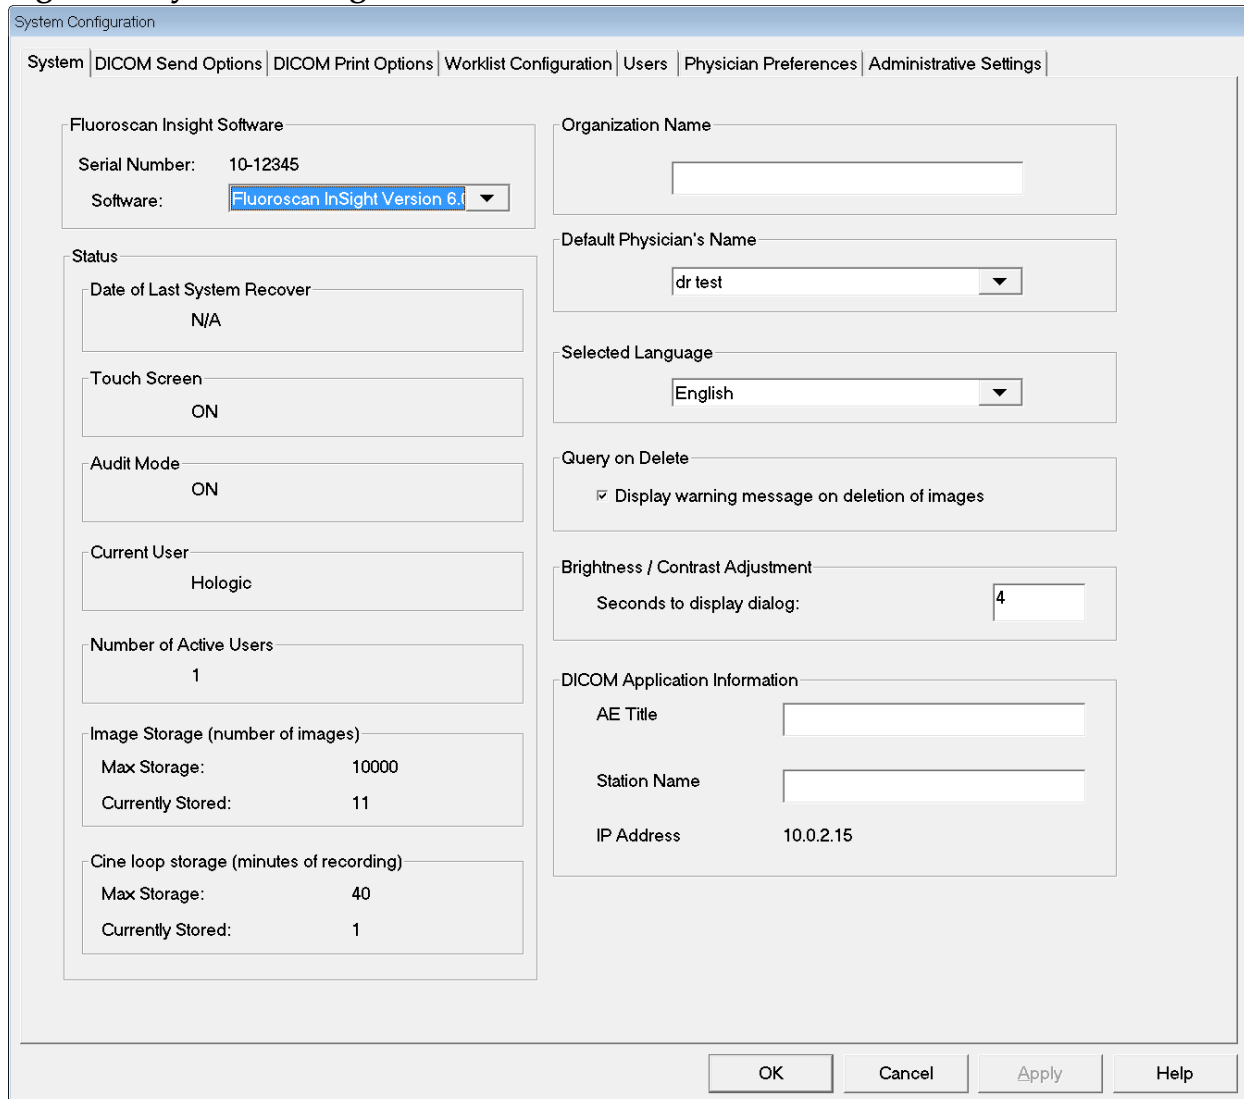 System Configuration
System DICOM Send Options DICOM Print Options Worklist Configuration Users Physician Preferences Administrative Settings
Fluoroscan Insight Software
Serial Number: 10-12345
Software: Fluoroscan InSight Version 6.
Status
Date of Last System Recover
N/A
Touch Screen
ON
Audit Mode
ON
Current User
Hologic
Number of Active Users
1
Image Storage (number of images)
Max Storage: 10000
Currently Stored: 11
Cine loop storage (minutes of recording)
Max Storage: 40
Currently Stored: 1
Organization Name
Default Physician's Name
dr test
Selected Language
English
Query on Delete
Display warning message on deletion of images
Brightness / Contrast Adjustment
Seconds to display dialog: 4
DICOM Application Information
AE Title
Station Name
IP Address 10.0.2.15
OK Cancel Apply Help